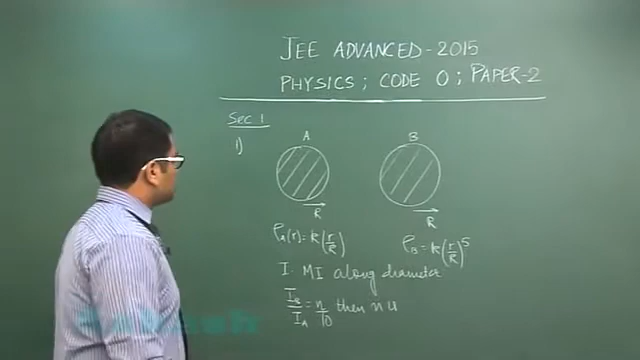 JEE ADVANCED - 2015
PHYSICS ; CODE 0 ; PAPER-2
Sec 1
1)
A B
R R
ρA(r) = k(r/R) ρB = k(r/R)^5
I - MI along diameter
IB/IA = n/10 then n is